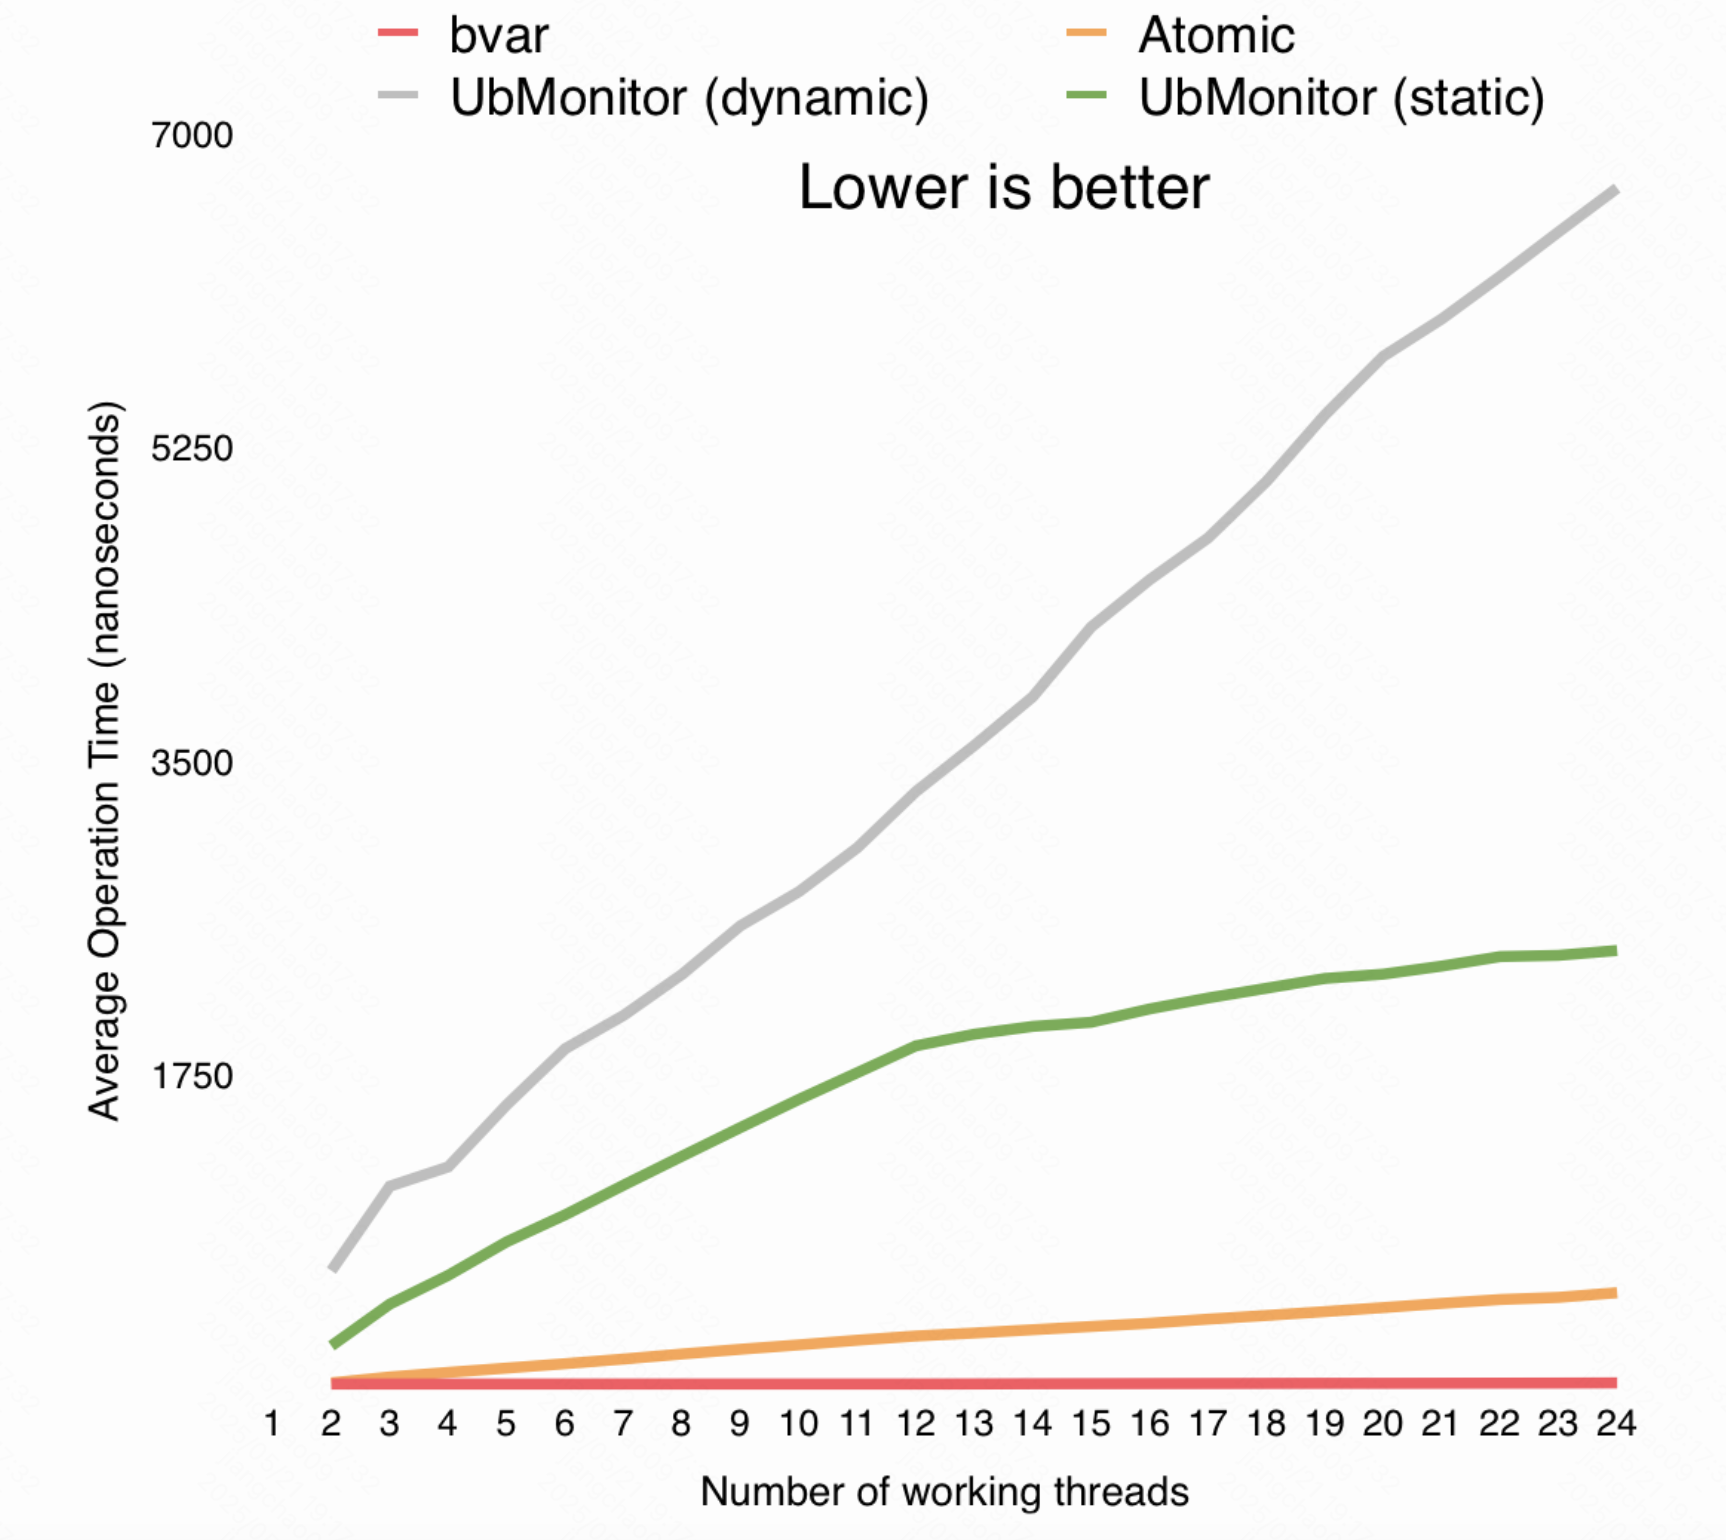 bvar
Atomic
UbMonitor (dynamic)
UbMonitor (static)
7000
Lower is better
5250
3500
1750
Average Operation Time (nanoseconds)
1 2 3 4 5 6 7 8 9 10 11 12 13 14 15 16 17 18 19 20 21 22 23 24
Number of working threads